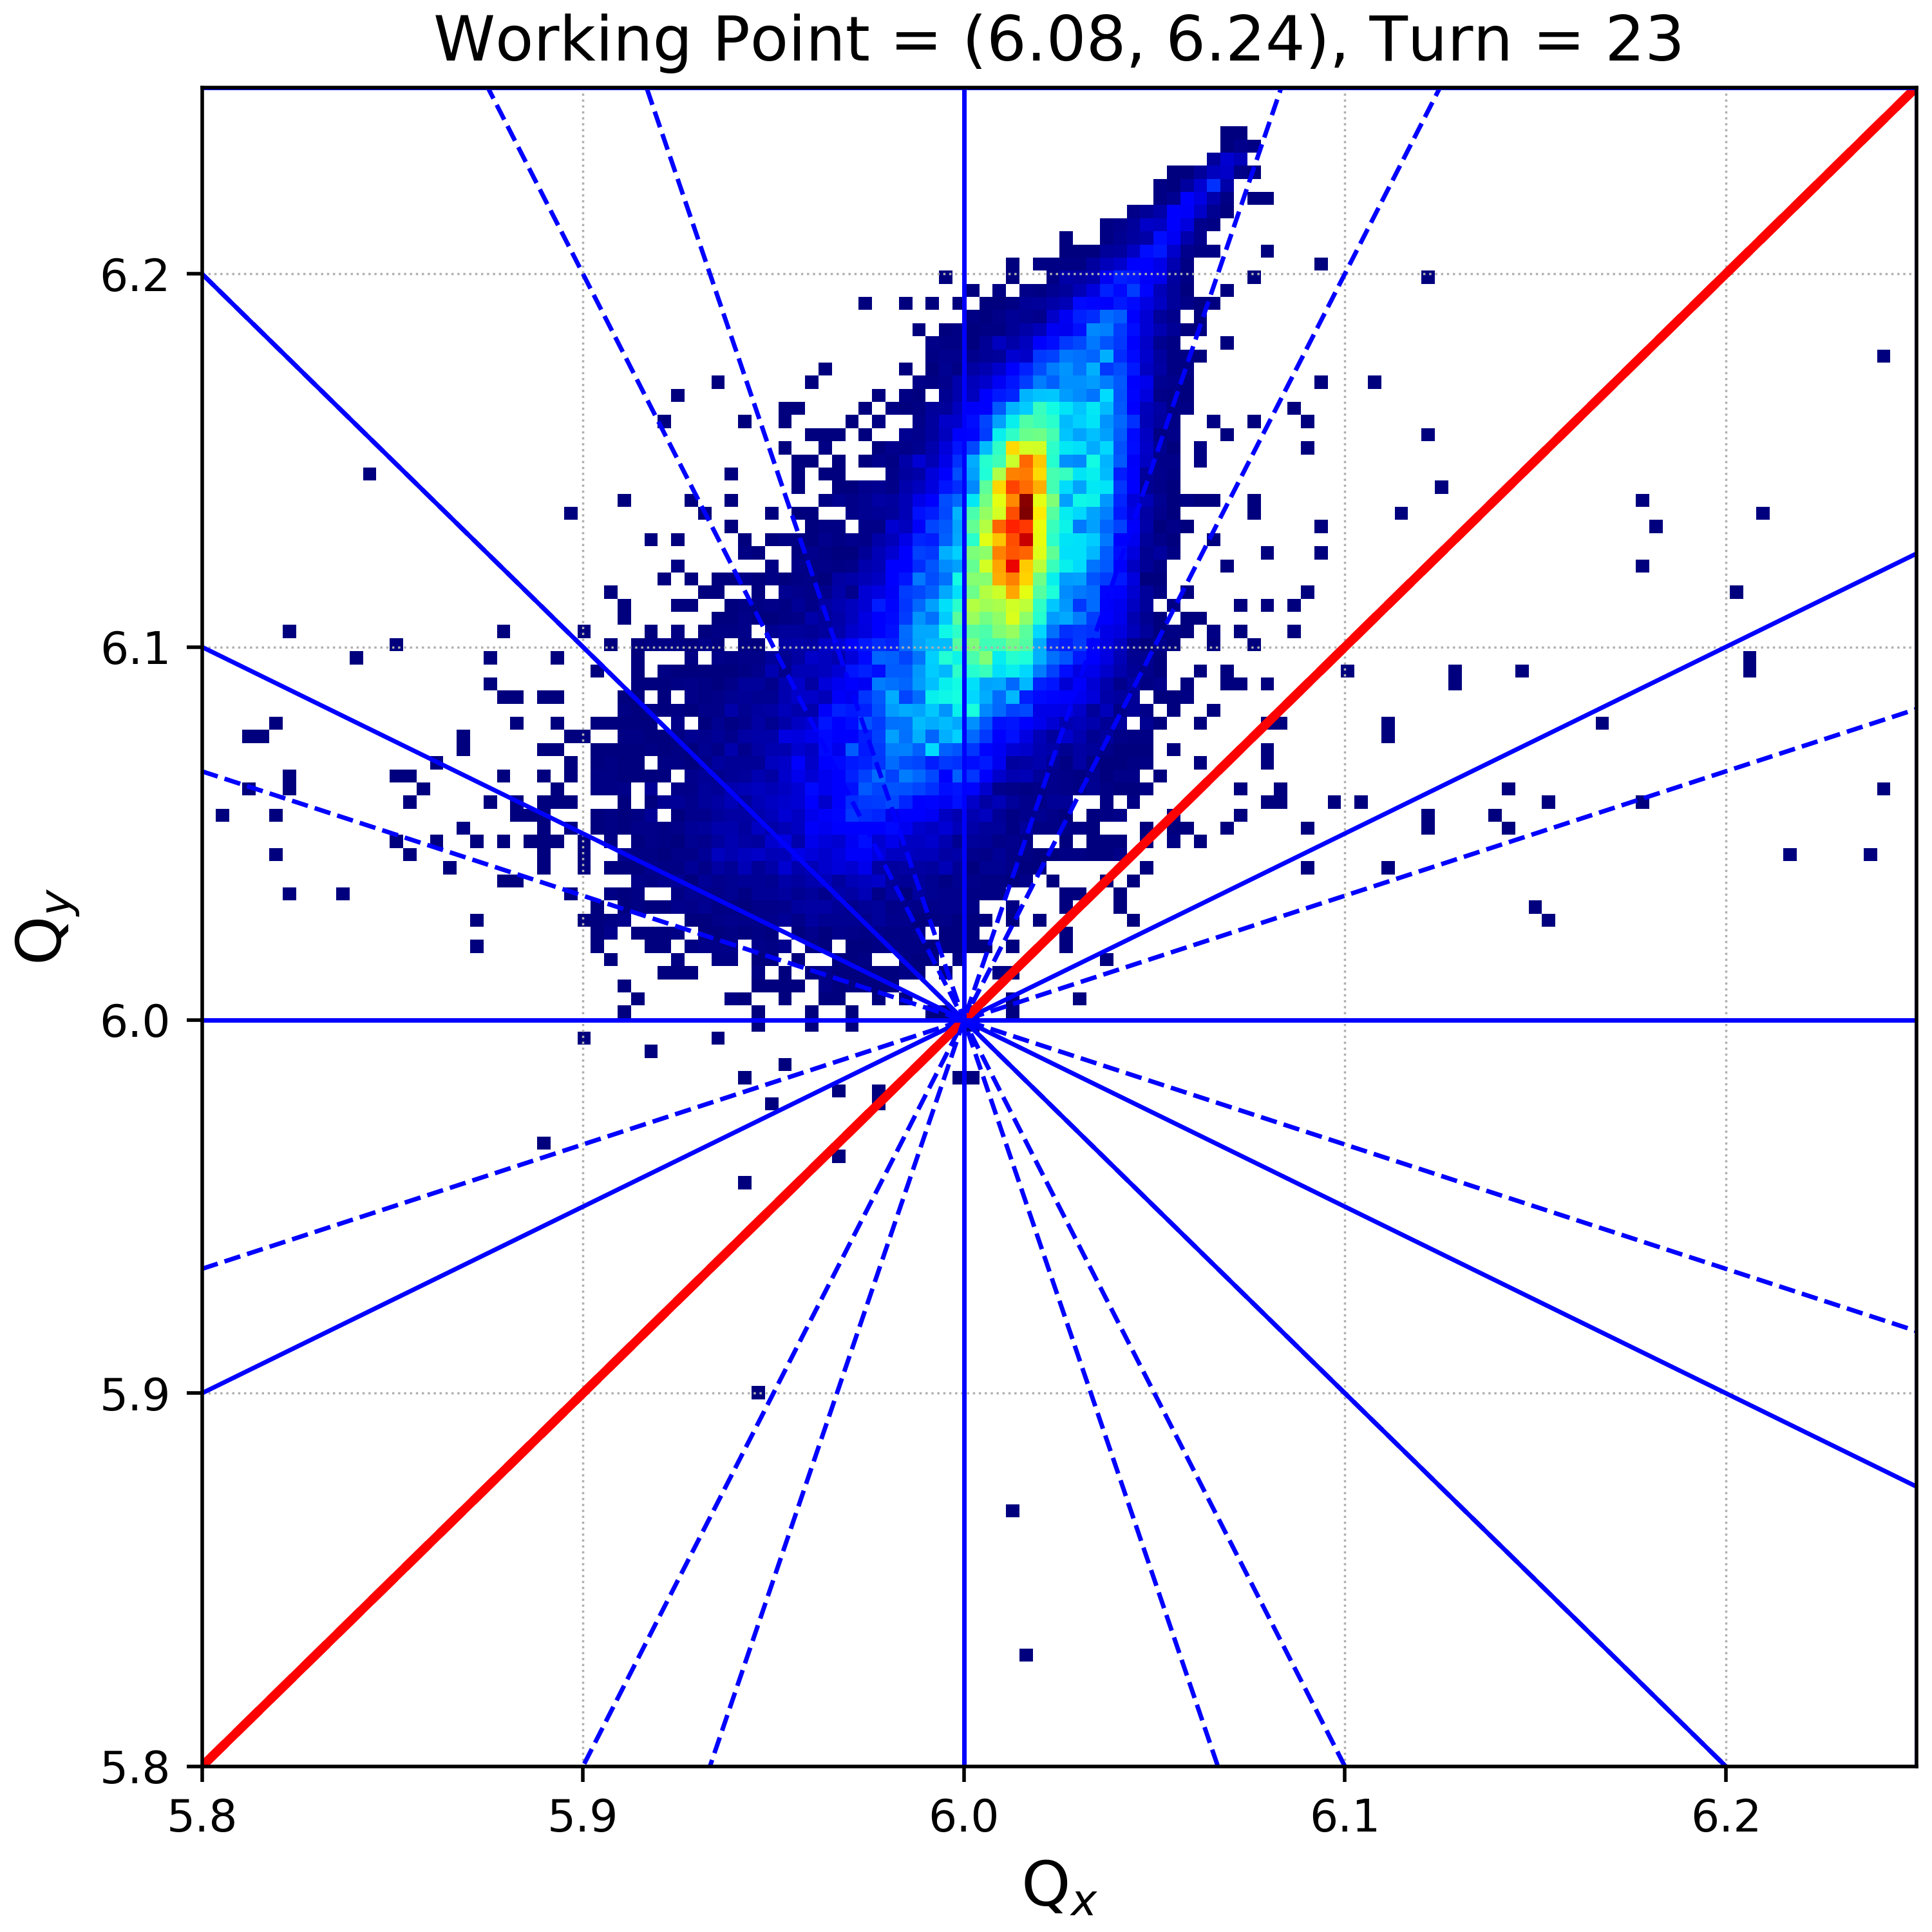 Working Point = (6.08, 6.24), Turn = 23
6.2
6.1
6.0
5.9
5.8
Qy
5.8 5.9 6.0 6.1 6.2
Qx